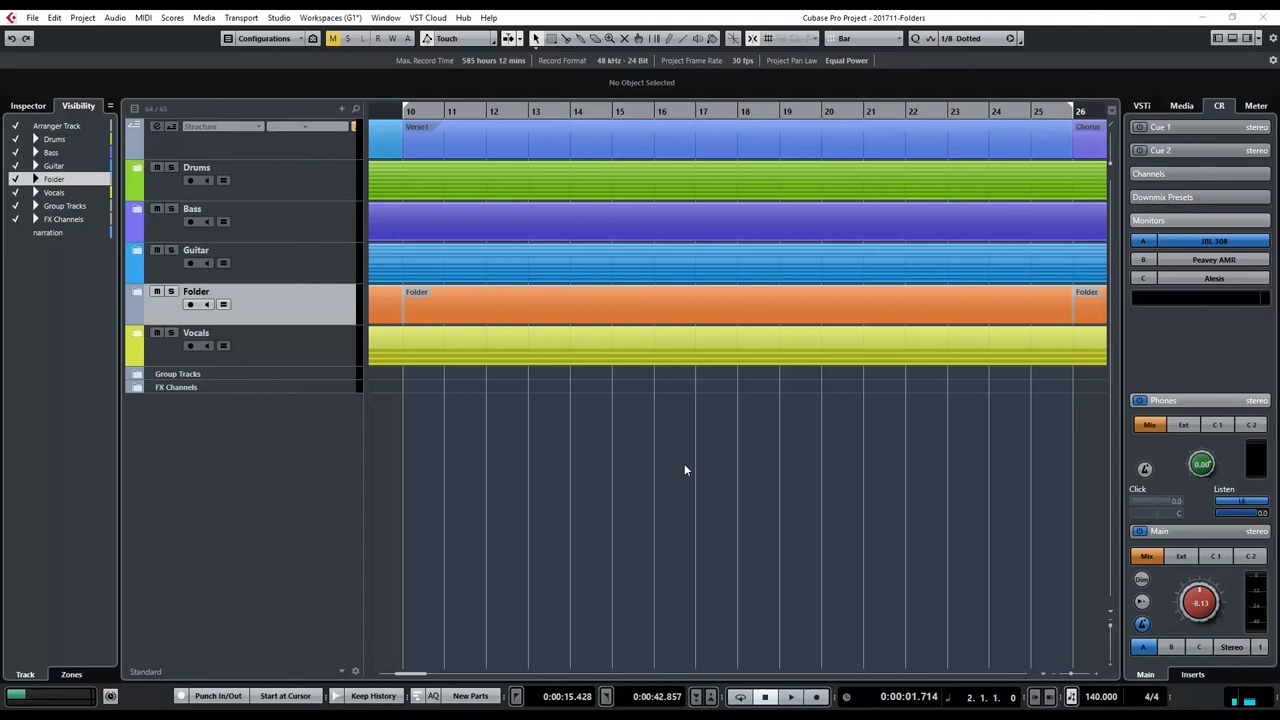 Cubase Pro Project - 201711-Folders
File Edit Project Audio MIDI Scores Media Transport Studio Workspaces (G1*) Window VST Cloud Hub Help
Configurations M S L R W A Touch Bar Q 1/8 Dotted
Max. Record Time 585 hours 12 mins Record Format 48 kHz - 24 Bit Project Frame Rate 30 fps Project Pan Law Equal Power
No Object Selected
Inspector Visibility
64 / 65
10 11 12 13 14 15 16 17 18 19 20 21 22 23 24 25 26
VSTi Media CR Meter
Arranger Track
Drums
Bass
Guitar
Folder
Vocals
Group Tracks
FX Channels
narration
Structure
m S Drums
m S Bass
m S Guitar
m S Folder
m S Vocals
Group Tracks
FX Channels
Chorus
Folder Folder
Cue 1 stereo
Cue 2 stereo
Channels
Downmix Presets
Monitors
A JBL 308
B Peavey AMR
C Alesis
Phones stereo
Mix Ext C 1 C 2
0.00
Click Listen
0.0
C 0.0
Main stereo
Mix Ext C 1 C 2
Dim
-8.13
A B C Stereo 1
Standard
Track Zones
Main Inserts
Punch In/Out Start at Cursor Keep History AQ New Parts 0:00:15.428 0:00:42.857 0:00:01.714 2. 1. 1. 0 140.000 4/4